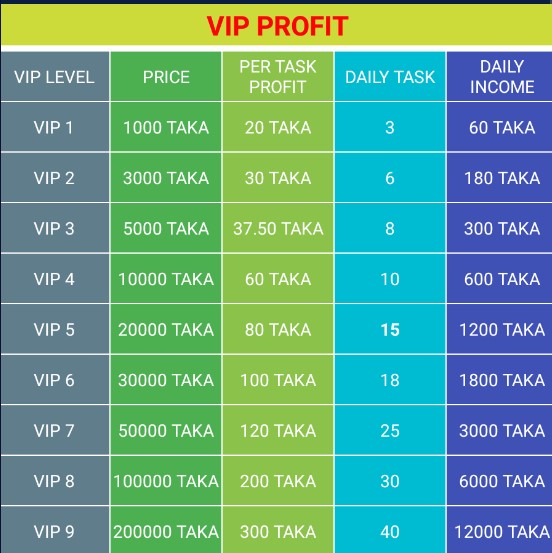 VIP PROFIT
VIP LEVEL PRICE PER TASK PROFIT DAILY TASK DAILY INCOME
VIP 1 1000 TAKA 20 TAKA 3 60 TAKA
VIP 2 3000 TAKA 30 TAKA 6 180 TAKA
VIP 3 5000 TAKA 37.50 TAKA 8 300 TAKA
VIP 4 10000 TAKA 60 TAKA 10 600 TAKA
VIP 5 20000 TAKA 80 TAKA 15 1200 TAKA
VIP 6 30000 TAKA 100 TAKA 18 1800 TAKA
VIP 7 50000 TAKA 120 TAKA 25 3000 TAKA
VIP 8 100000 TAKA 200 TAKA 30 6000 TAKA
VIP 9 200000 TAKA 300 TAKA 40 12000 TAKA